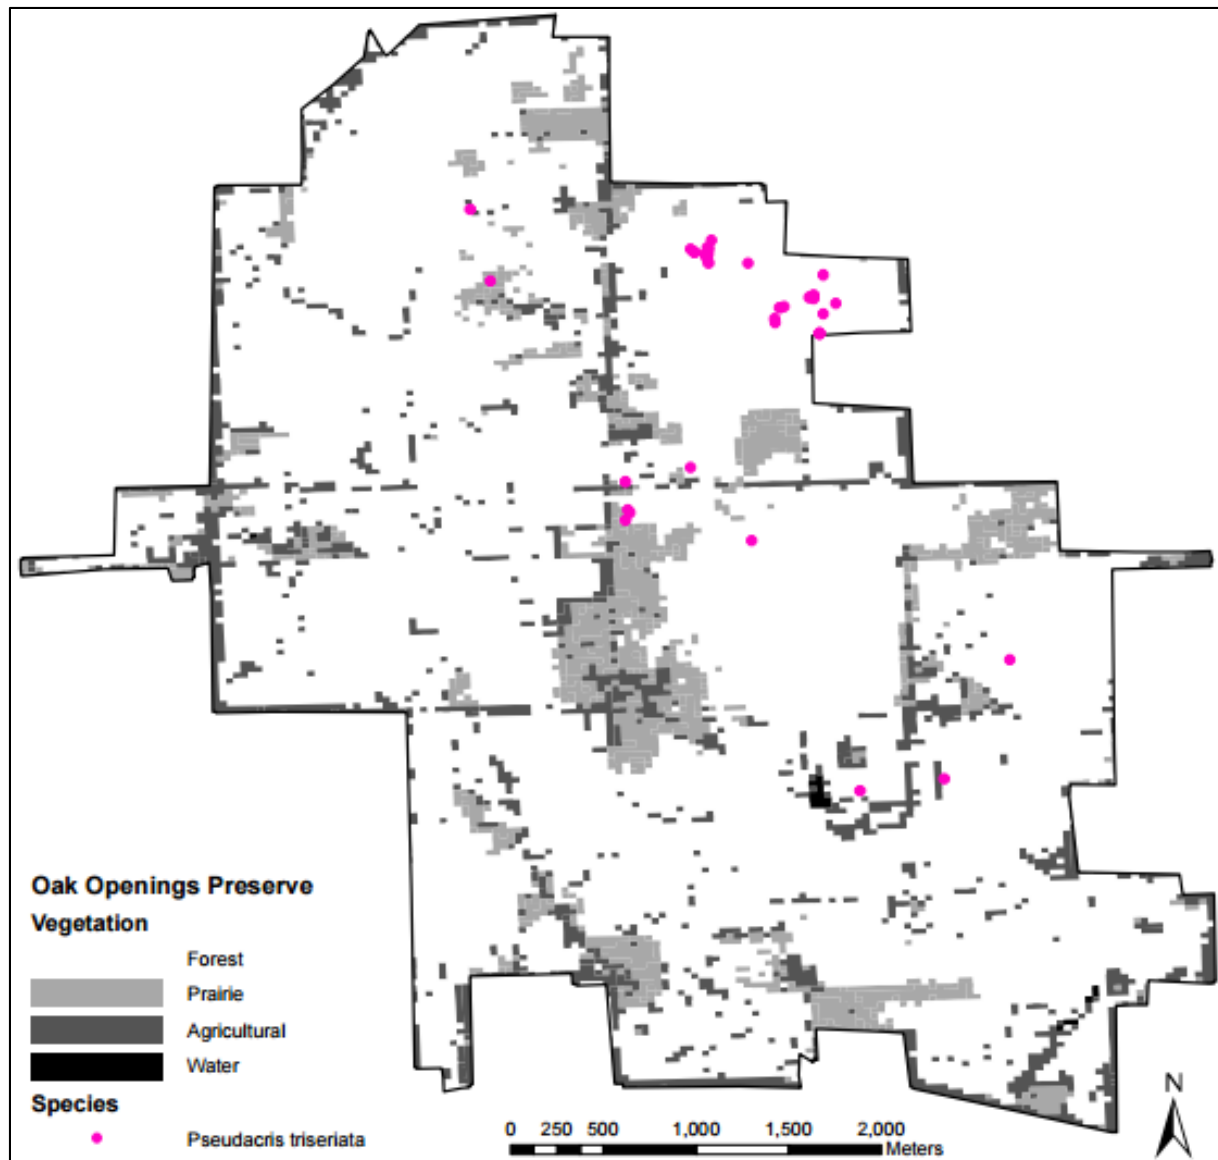 Oak Openings Preserve
Vegetation
Forest
Prairie
Agricultural
Water
Species
Pseudacris triseriata
0 250 500 1,000 1,500 2,000
Meters
N